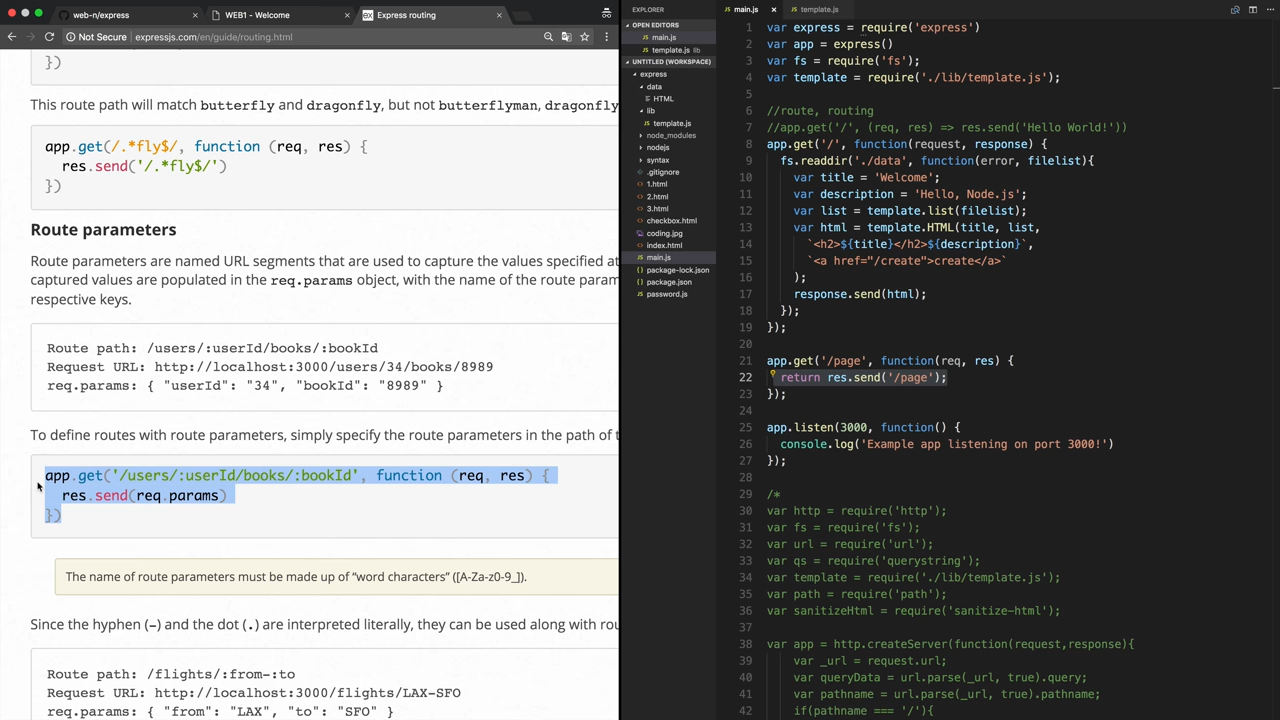 web-n/express
WEB1 - Welcome
Express routing
Not Secure
expressjs.com/en/guide/routing.html
})
This route path will match butterfly and dragonfly, but not butterflyman, dragonfly
app.get(/.*fly$/, function (req, res) {
res.send('/.*fly$/')
})
Route parameters
Route parameters are named URL segments that are used to capture the values specified at
captured values are populated in the req.params object, with the name of the route param
respective keys.
Route path: /users/:userId/books/:bookId
Request URL: http://localhost:3000/users/34/books/8989
req.params: { "userId": "34", "bookId": "8989" }
To define routes with route parameters, simply specify the route parameters in the path of t
app.get('/users/:userId/books/:bookId', function (req, res) {
res.send(req.params)
})
The name of route parameters must be made up of “word characters” ([A-Za-z0-9_]).
Since the hyphen (-) and the dot (.) are interpreted literally, they can be used along with rou
Route path: /flights/:from-:to
Request URL: http://localhost:3000/flights/LAX-SFO
req.params: { "from": "LAX", "to": "SFO" }
EXPLORER
OPEN EDITORS
main.js
template.js lib
UNTITLED (WORKSPACE)
express
data
HTML
lib
template.js
node_modules
nodejs
syntax
.gitignore
1.html
2.html
3.html
checkbox.html
coding.jpg
index.html
main.js
package-lock.json
package.json
password.js
main.js
template.js
1 var express = require('express')
2 var app = express()
3 var fs = require('fs');
4 var template = require('./lib/template.js');
5
6 //route, routing
7 //app.get('/', (req, res) => res.send('Hello World!'))
8 app.get('/', function(request, response) {
9 fs.readdir('./data', function(error, filelist){
10 var title = 'Welcome';
11 var description = 'Hello, Node.js';
12 var list = template.list(filelist);
13 var html = template.HTML(title, list,
14 `<h2>${title}</h2>${description}`,
15 `<a href="/create">create</a>`
16 );
17 response.send(html);
18 });
19 });
20
21 app.get('/page', function(req, res) {
22 return res.send('/page');
23 });
24
25 app.listen(3000, function() {
26 console.log('Example app listening on port 3000!')
27 });
28
29 /*
30 var http = require('http');
31 var fs = require('fs');
32 var url = require('url');
33 var qs = require('querystring');
34 var template = require('./lib/template.js');
35 var path = require('path');
36 var sanitizeHtml = require('sanitize-html');
37
38 var app = http.createServer(function(request,response){
39 var _url = request.url;
40 var queryData = url.parse(_url, true).query;
41 var pathname = url.parse(_url, true).pathname;
42 if(pathname === '/'){